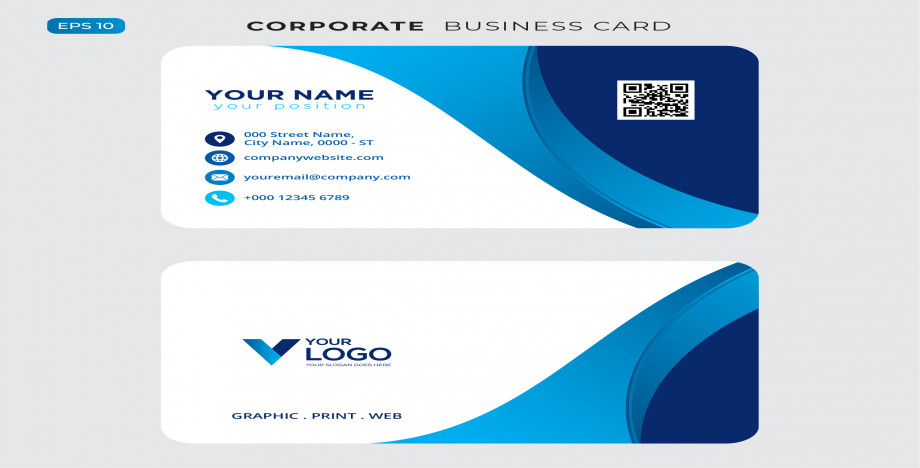 EPS 10
CORPORATE BUSINESS CARD
YOUR NAME
your position
000 Street Name,
City Name, 0000 - ST
companywebsite.com
youremail@company.com
+000 12345 6789
YOUR
LOGO
YOUR SLOGAN GOES HERE
GRAPHIC . PRINT . WEB